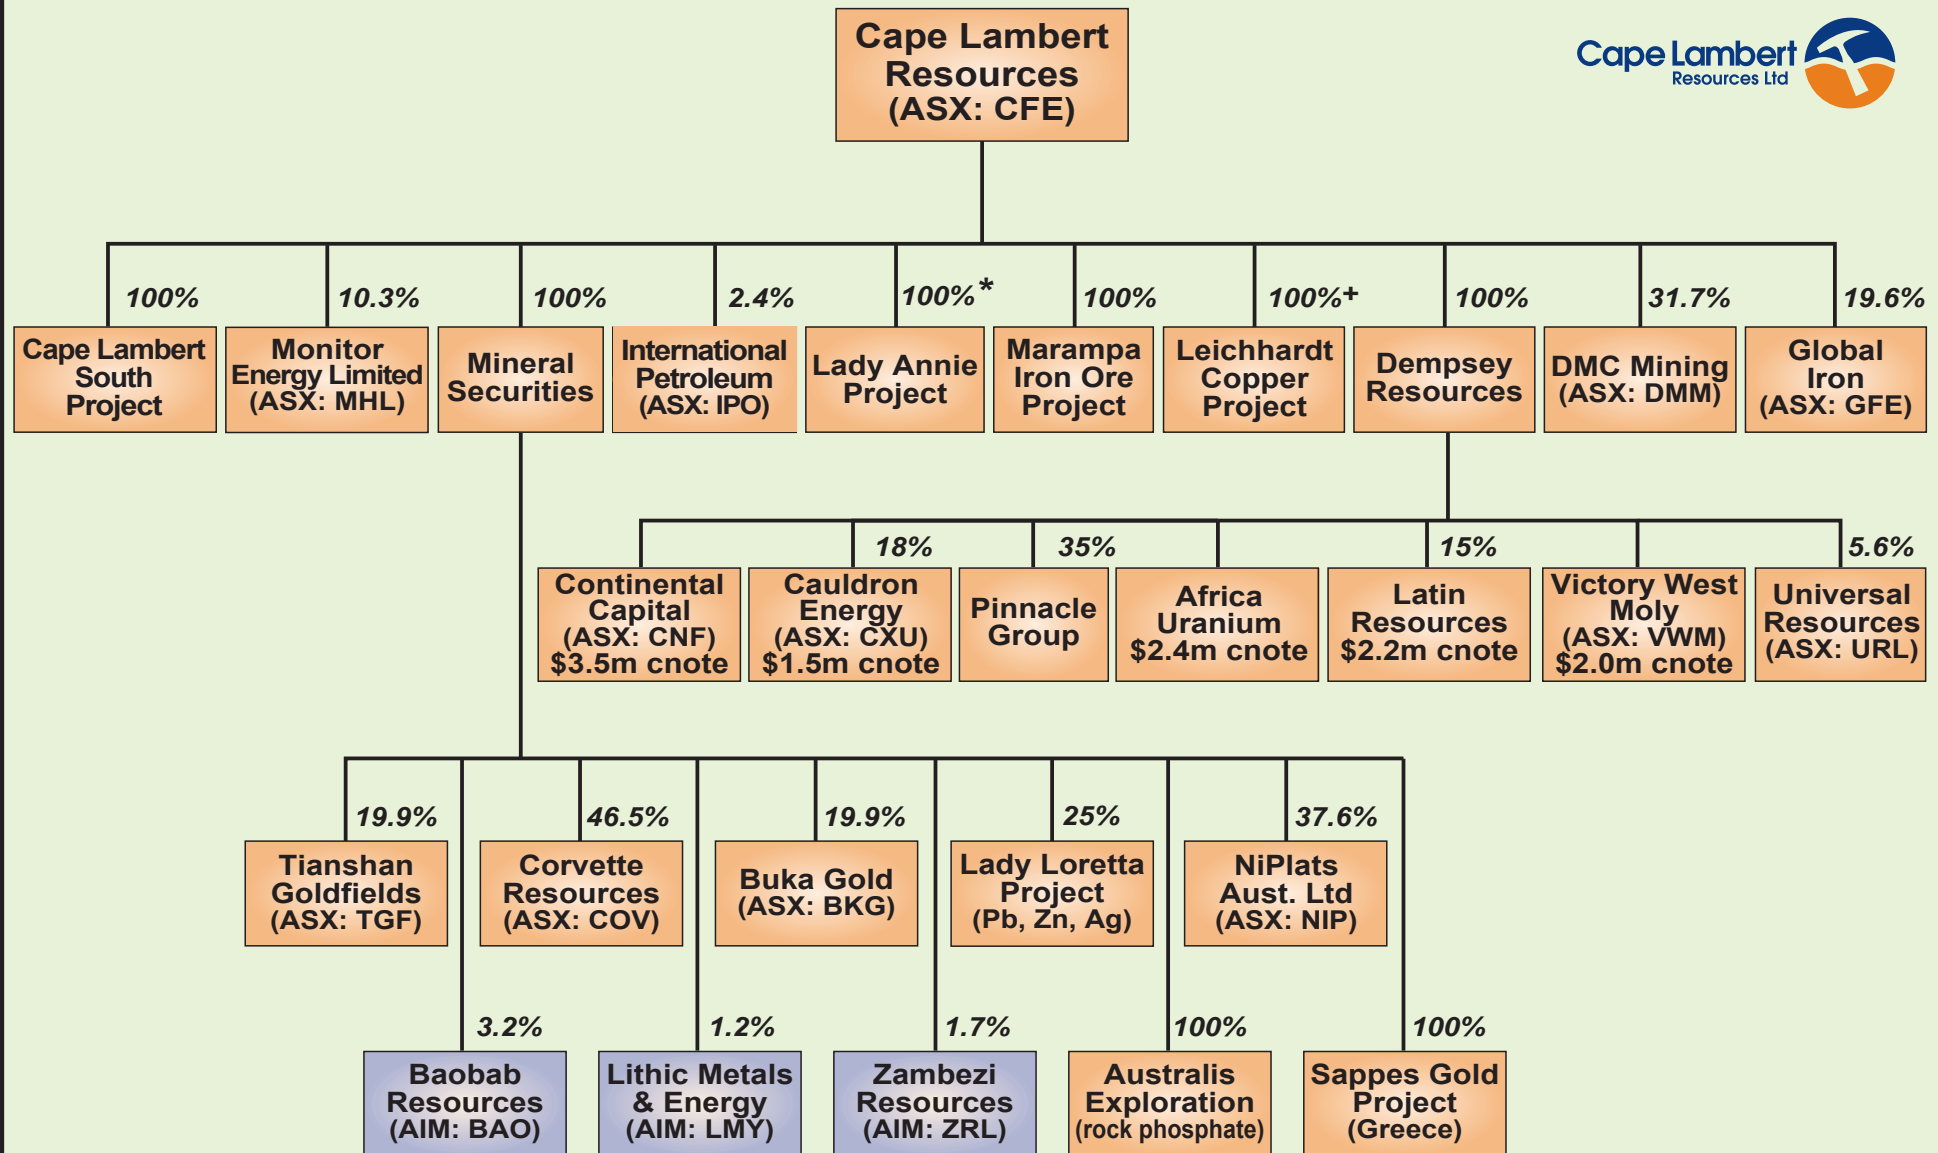 Cape Lambert
Resources
(ASX: CFE)
Cape Lambert
Resources Ltd
100%
10.3%
100%
2.4%
100%*
100%
100%+
100%
31.7%
19.6%
Cape Lambert
South
Project
Monitor
Energy Limited
(ASX: MHL)
Mineral
Securities
International
Petroleum
(ASX: IPO)
Lady Annie
Project
Marampa
Iron Ore
Project
Leichhardt
Copper
Project
Dempsey
Resources
DMC Mining
(ASX: DMM)
Global
Iron
(ASX: GFE)
18%
35%
15%
5.6%
Continental
Capital
(ASX: CNF)
$3.5m cnote
Cauldron
Energy
(ASX: CXU)
$1.5m cnote
Pinnacle
Group
Africa
Uranium
$2.4m cnote
Latin
Resources
$2.2m cnote
Victory West
Moly
(ASX: VWM)
$2.0m cnote
Universal
Resources
(ASX: URL)
19.9%
46.5%
19.9%
25%
37.6%
Tianshan
Goldfields
(ASX: TGF)
Corvette
Resources
(ASX: COV)
Buka Gold
(ASX: BKG)
Lady Loretta
Project
(Pb, Zn, Ag)
NiPlats
Aust. Ltd
(ASX: NIP)
3.2%
1.2%
1.7%
100%
100%
Baobab
Resources
(AIM: BAO)
Lithic Metals
& Energy
(AIM: LMY)
Zambezi
Resources
(AIM: ZRL)
Australis
Exploration
(rock phosphate)
Sappes Gold
Project
(Greece)